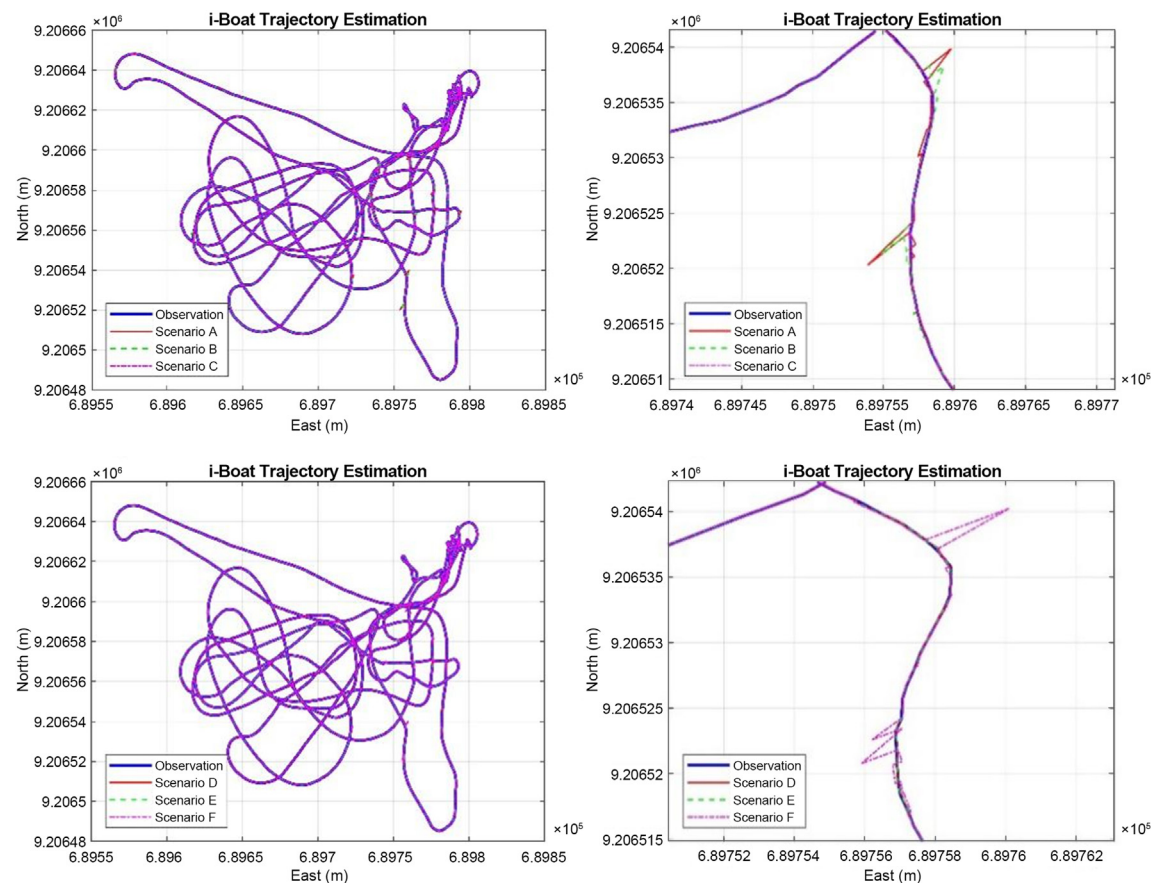 i-Boat Trajectory Estimation
×10⁶
9.20666
9.20664
9.20662
9.2066
9.20658
9.20656
9.20654
9.20652
9.2065
9.20648
North (m)
Observation
Scenario A
Scenario B
Scenario C
×10⁵
6.8955 6.896 6.8965 6.897 6.8975 6.898 6.8985
East (m)
i-Boat Trajectory Estimation
×10⁶
9.20654
9.206535
9.20653
9.206525
9.20652
9.206515
9.20651
North (m)
Observation
Scenario A
Scenario B
Scenario C
×10⁵
6.8974 6.89745 6.8975 6.89755 6.8976 6.89765 6.8977
East (m)
i-Boat Trajectory Estimation
×10⁶
9.20666
9.20664
9.20662
9.2066
9.20658
9.20656
9.20654
9.20652
9.2065
9.20648
North (m)
Observation
Scenario D
Scenario E
Scenario F
×10⁵
6.8955 6.896 6.8965 6.897 6.8975 6.898 6.8985
East (m)
i-Boat Trajectory Estimation
×10⁶
9.20654
9.206535
9.20653
9.206525
9.20652
9.206515
North (m)
Observation
Scenario D
Scenario E
Scenario F
×10⁵
6.89752 6.89754 6.89756 6.89758 6.8976 6.89762
East (m)